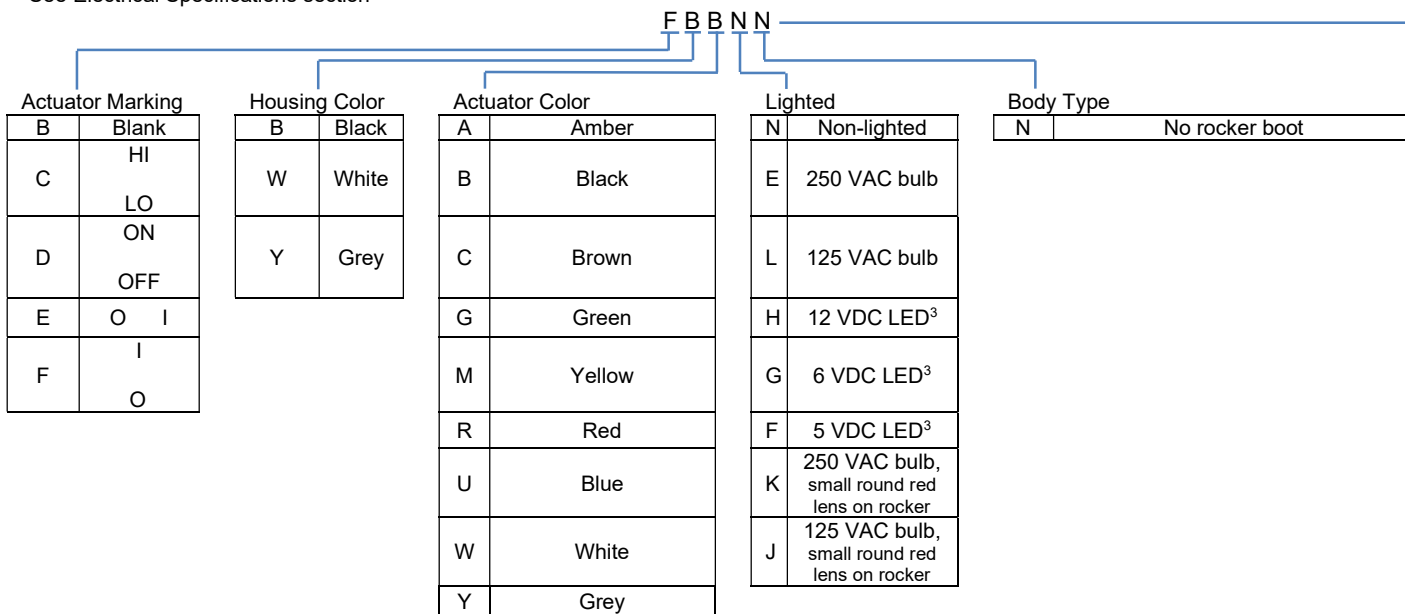 See Electrical Specifications section
F B B N N
Actuator Marking
B Blank
C HI
LO
D ON
OFF
E O I
F I
O
Housing Color
B Black
W White
Y Grey
Actuator Color
A Amber
B Black
C Brown
G Green
M Yellow
R Red
U Blue
W White
Y Grey
Lighted
N Non-lighted
E 250 VAC bulb
L 125 VAC bulb
H 12 VDC LED³
G 6 VDC LED³
F 5 VDC LED³
K 250 VAC bulb,
small round red
lens on rocker
J 125 VAC bulb,
small round red
lens on rocker
Body Type
N No rocker boot